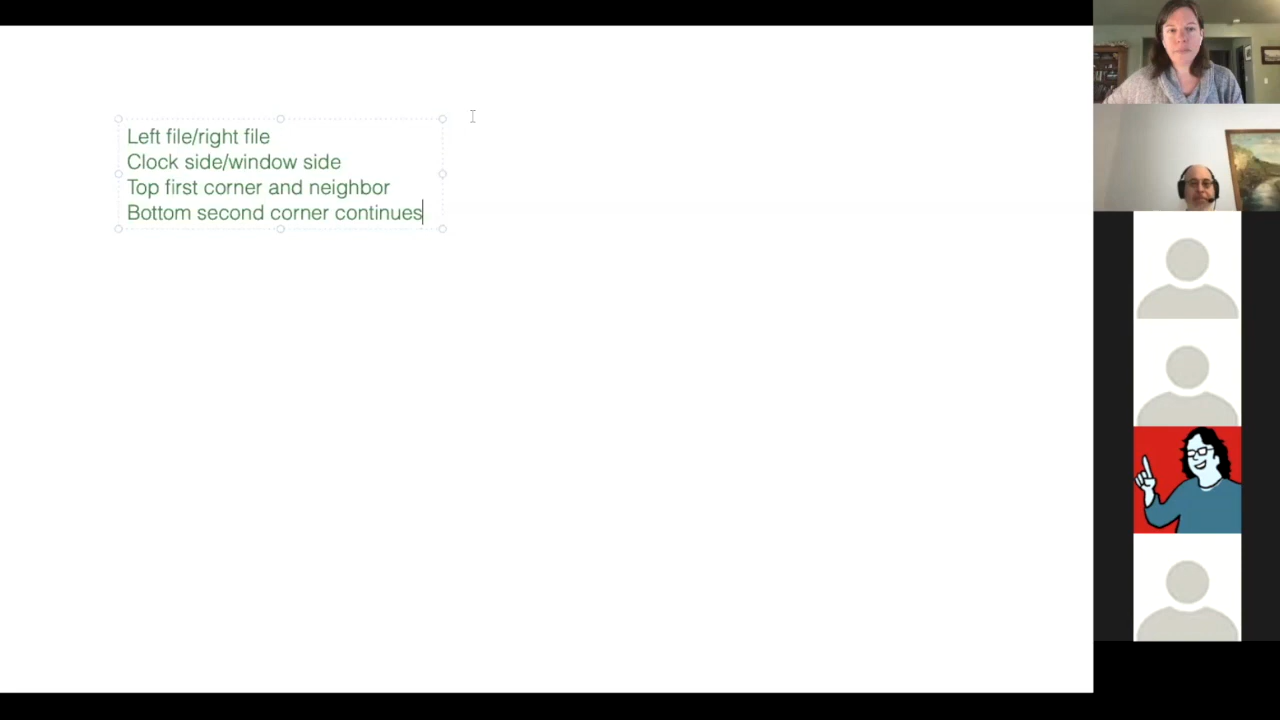 Left file/right file
Clock side/window side
Top first corner and neighbor
Bottom second corner continues